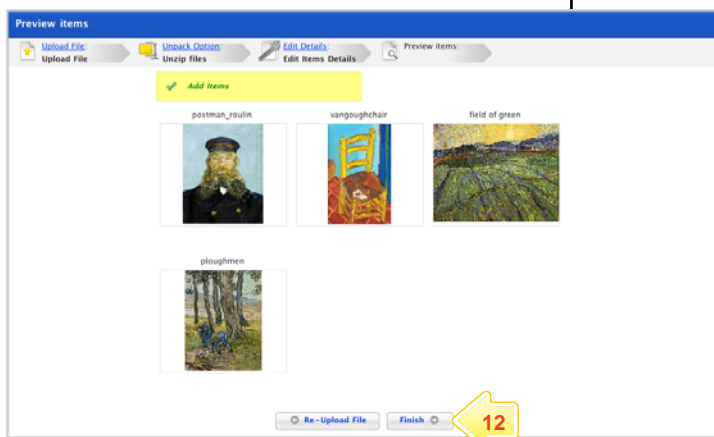 Preview items
Upload File:
Upload File
Unpack Option:
Unzip files
Edit Details:
Edit Items Details
Preview items:
Add Items
postman_roulin
vangoughchair
field of green
ploughmen
Re-Upload File
Finish
12